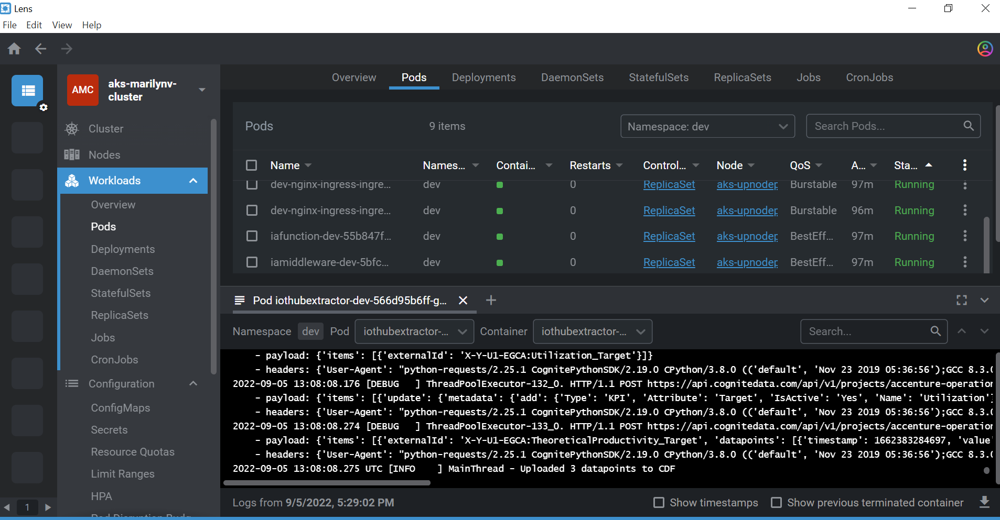 Lens
File Edit View Help
AMC
aks-marilynv-
cluster
Cluster
Nodes
Workloads
Overview
Pods
Deployments
DaemonSets
StatefulSets
ReplicaSets
Jobs
CronJobs
Configuration
ConfigMaps
Secrets
Resource Quotas
Limit Ranges
HPA
1
Overview Pods Deployments DaemonSets StatefulSets ReplicaSets Jobs CronJobs
Pods 9 items Namespace: dev Search Pods...
Name Names... Contai... Restarts Control... Node QoS A... Sta...
dev-nginx-ingress-ingre... dev 0 ReplicaSet aks-upnodep Burstable 97m Running
dev-nginx-ingress-ingre... dev 0 ReplicaSet aks-upnodep Burstable 96m Running
iafunction-dev-55b847f... dev 0 ReplicaSet aks-upnodep BestEff... 97m Running
iamiddleware-dev-5bfc... dev 0 ReplicaSet aks-upnodep BestEff... 97m Running
Pod iothubextractor-dev-566d95b6ff-g...
Namespace dev Pod iothubextractor-... Container iothubextractor-... Search...
- payload: {'items': [{'externalId': 'X-Y-U1-EGCA:Utilization_Target'}]}
- headers: {'User-Agent': "python-requests/2.25.1 CognitePythonSDK/2.19.0 CPython/3.8.0 (('default', 'Nov 23 2019 05:36:56');GCC 8.3.0
2022-09-05 13:08:08.176 [DEBUG ] ThreadPoolExecutor-132_0. HTTP/1.1 POST https://api.cognitedata.com/api/v1/projects/accenture-operation
- payload: {'items': [{'update': {'metadata': {'add': {'Type': 'KPI', 'Attribute': 'Target', 'IsActive': 'Yes', 'Name': 'Utilization'}
- headers: {'User-Agent': "python-requests/2.25.1 CognitePythonSDK/2.19.0 CPython/3.8.0 (('default', 'Nov 23 2019 05:36:56');GCC 8.3.0
2022-09-05 13:08:08.274 [DEBUG ] ThreadPoolExecutor-133_0. HTTP/1.1 POST https://api.cognitedata.com/api/v1/projects/accenture-operation
- payload: {'items': [{'externalId': 'X-Y-U1-EGCA:TheoreticalProductivity_Target', 'datapoints': [{'timestamp': 1662383284697, 'value'
- headers: {'User-Agent': "python-requests/2.25.1 CognitePythonSDK/2.19.0 CPython/3.8.0 (('default', 'Nov 23 2019 05:36:56');GCC 8.3.0
2022-09-05 13:08:08.275 UTC [INFO ] MainThread - Uploaded 3 datapoints to CDF
Logs from 9/5/2022, 5:29:02 PM Show timestamps Show previous terminated container